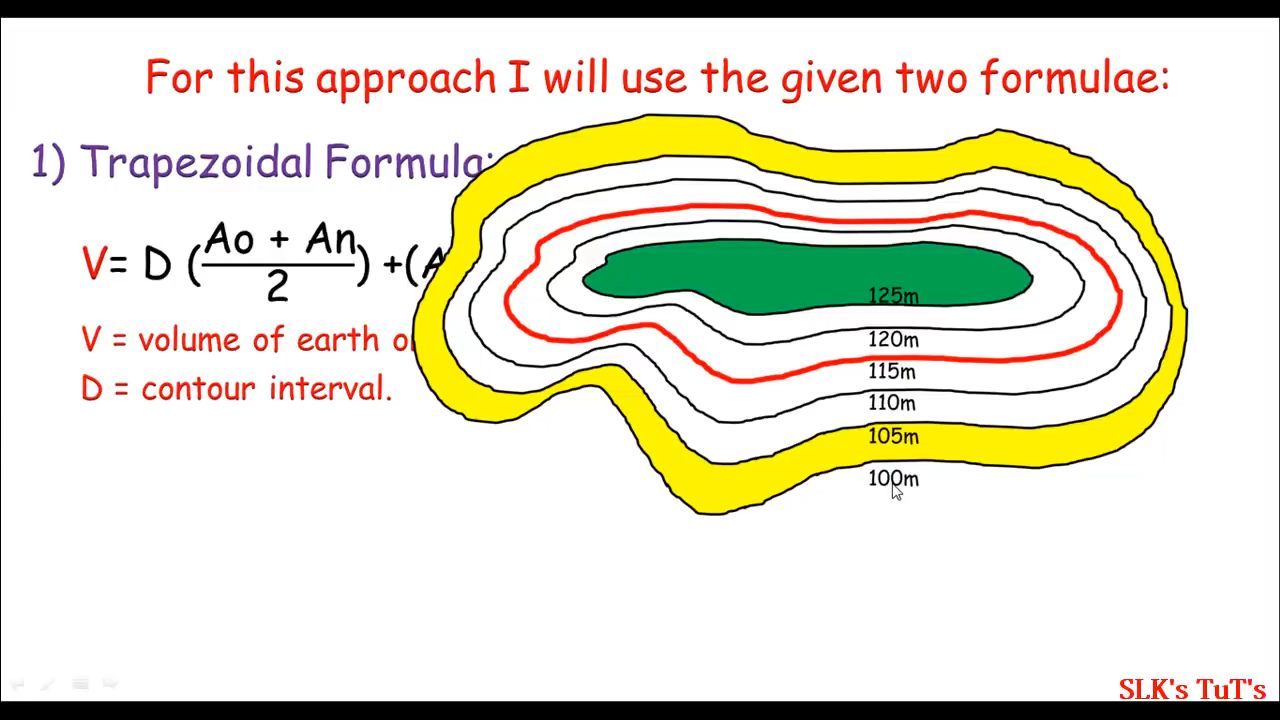 For this approach I will use the given two formulae:
1) Trapezoidal Formula:
V= D (Ao + An / 2) +(A
V = volume of earth o
D = contour interval.
125m
120m
115m
110m
105m
100m
SLK's TuT's